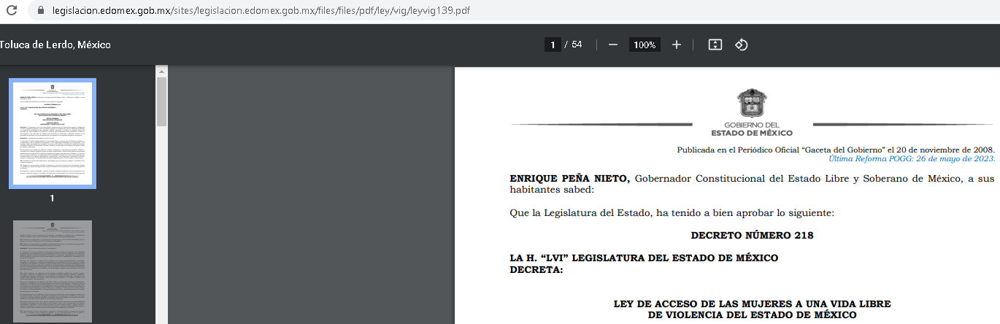 legislacion.edomex.gob.mx/sites/legislacion.edomex.gob.mx/files/files/pdf/ley/vig/leyvig139.pdf
Toluca de Lerdo, México
1 / 54
100%
1
GOBIERNO DEL
ESTADO DE MÉXICO
Publicada en el Periódico Oficial “Gaceta del Gobierno” el 20 de noviembre de 2008.
Última Reforma POGG: 26 de mayo de 2023.
ENRIQUE PEÑA NIETO, Gobernador Constitucional del Estado Libre y Soberano de México, a sus
habitantes sabed:
Que la Legislatura del Estado, ha tenido a bien aprobar lo siguiente:
DECRETO NÚMERO 218
LA H. “LVI” LEGISLATURA DEL ESTADO DE MÉXICO
DECRETA:
LEY DE ACCESO DE LAS MUJERES A UNA VIDA LIBRE
DE VIOLENCIA DEL ESTADO DE MÉXICO